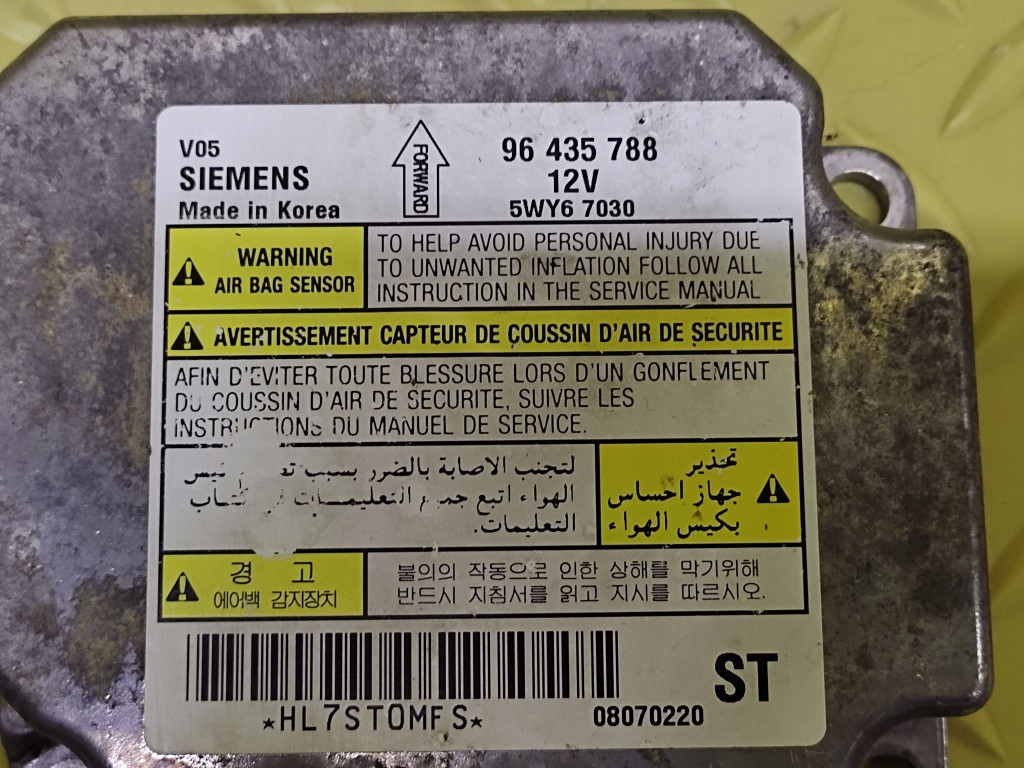 V05
SIEMENS
Made in Korea
FORWARD
96 435 788
12V
5WY6 7030
WARNING
AIR BAG SENSOR
TO HELP AVOID PERSONAL INJURY DUE
TO UNWANTED INFLATION FOLLOW ALL
INSTRUCTION IN THE SERVICE MANUAL
AVERTISSEMENT CAPTEUR DE COUSSIN D'AIR DE SECURITE
AFIN D'EVITER TOUTE BLESSURE LORS D'UN GONFLEMENT
DU COUSSIN D'AIR DE SECURITE, SUIVRE LES
INSTRUCTIONS DU MANUEL DE SERVICE.
تحذير
جهاز احساس
بكيس الهواء
لتجنب الاصابة بالضرر بسبب
الهواء اتبع جميع التعليمات
التعليمات.
경 고
에어백 감지장치
불의의 작동으로 인한 상해를 막기위해
반드시 지침서를 읽고 지시를 따르시오.
*HL7ST0MFS*
ST
08070220